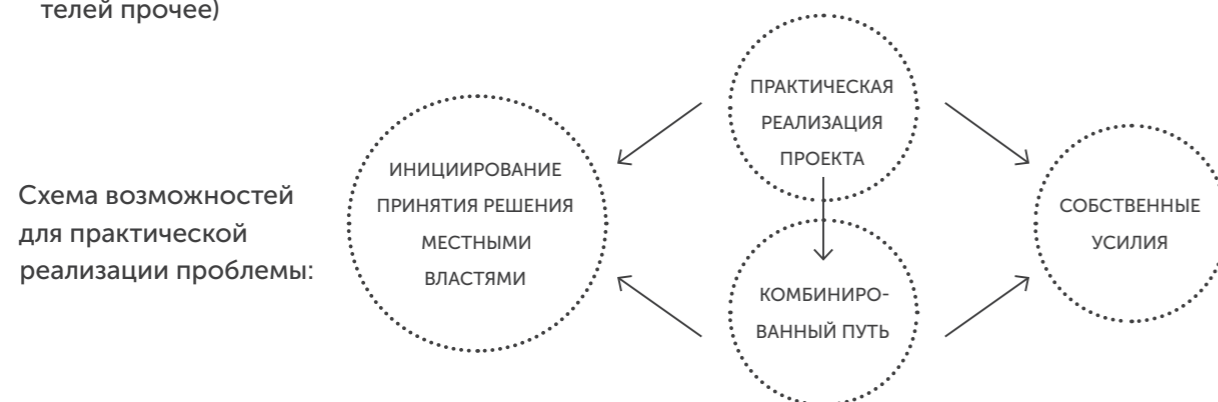 телей прочее)
Схема возможностей
для практической
реализации проблемы:
ИНИЦИИРОВАНИЕ
ПРИНЯТИЯ РЕШЕНИЯ
МЕСТНЫМИ
ВЛАСТЯМИ
ПРАКТИЧЕСКАЯ
РЕАЛИЗАЦИЯ
ПРОЕКТА
КОМБИНИРО-
ВАННЫЙ ПУТЬ
СОБСТВЕННЫЕ
УСИЛИЯ